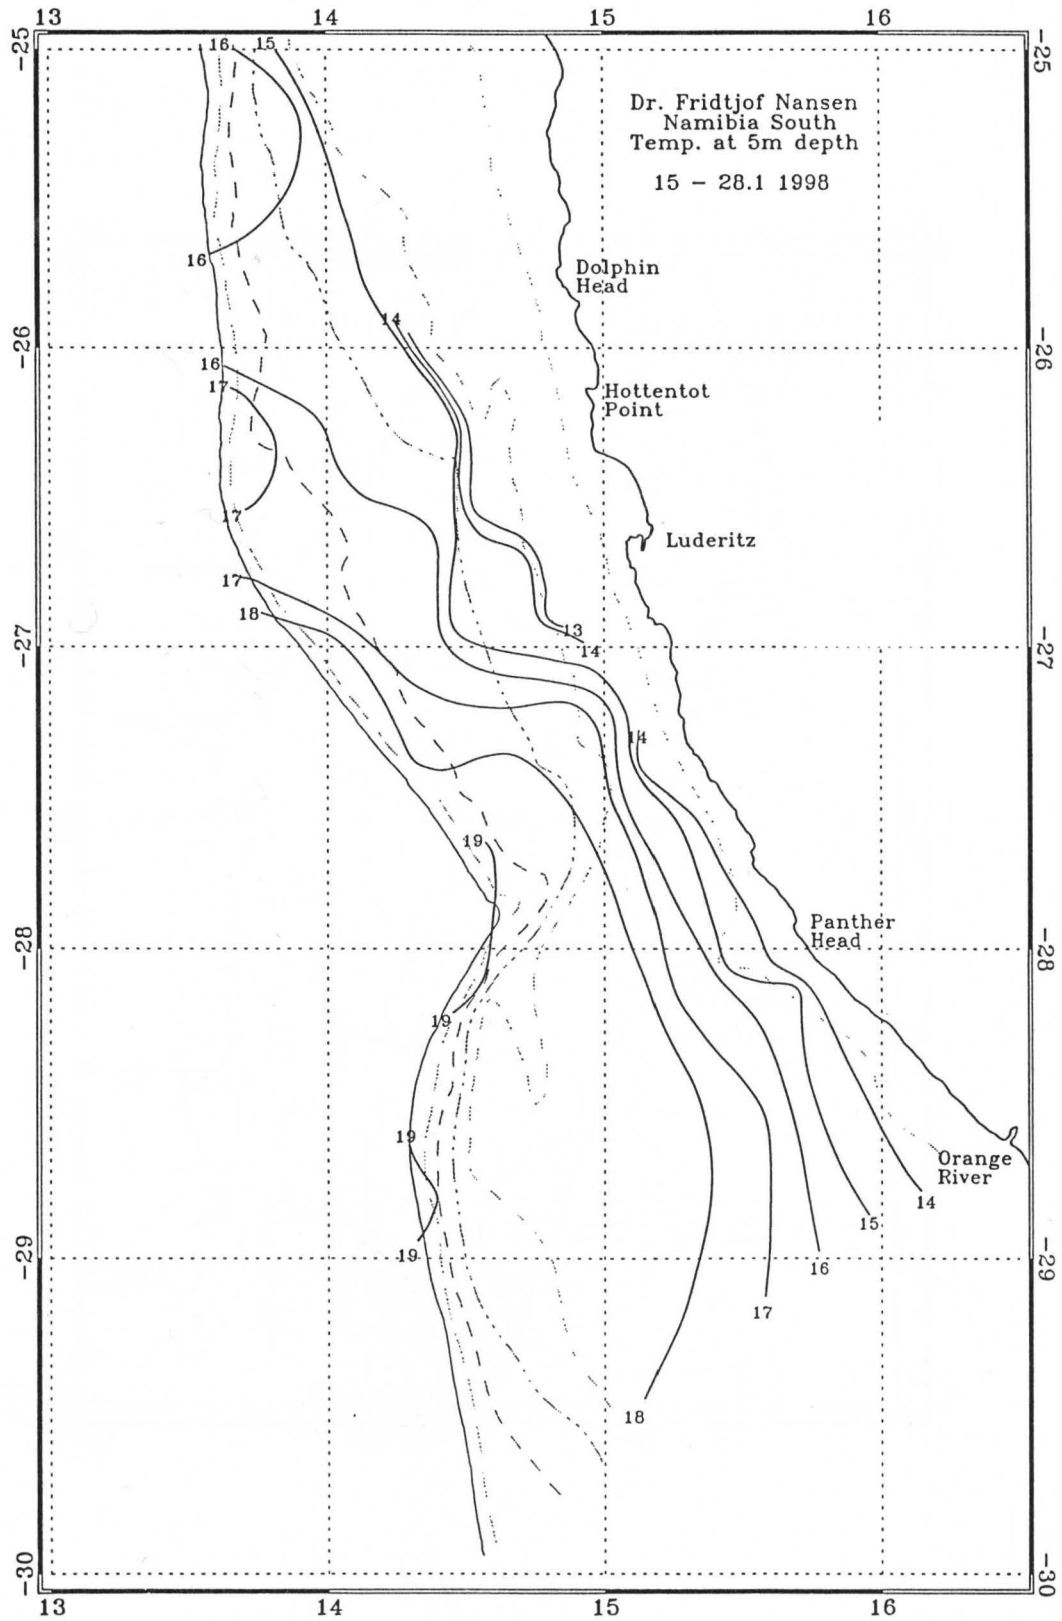 13 14 15 16
-25 -25
16 15
Dr. Fridtjof Nansen
Namibia South
Temp. at 5m depth
15 - 28.1 1998
16
Dolphin
Head
14
-26 -26
16
17
Hottentot
Point
17
Luderitz
17
18
13
14
-27 -27
14
19
Panther
Head
-28 -28
19
19
Orange
River
14
15
19
16
-29 -29
17
18
-30 -30
13 14 15 16